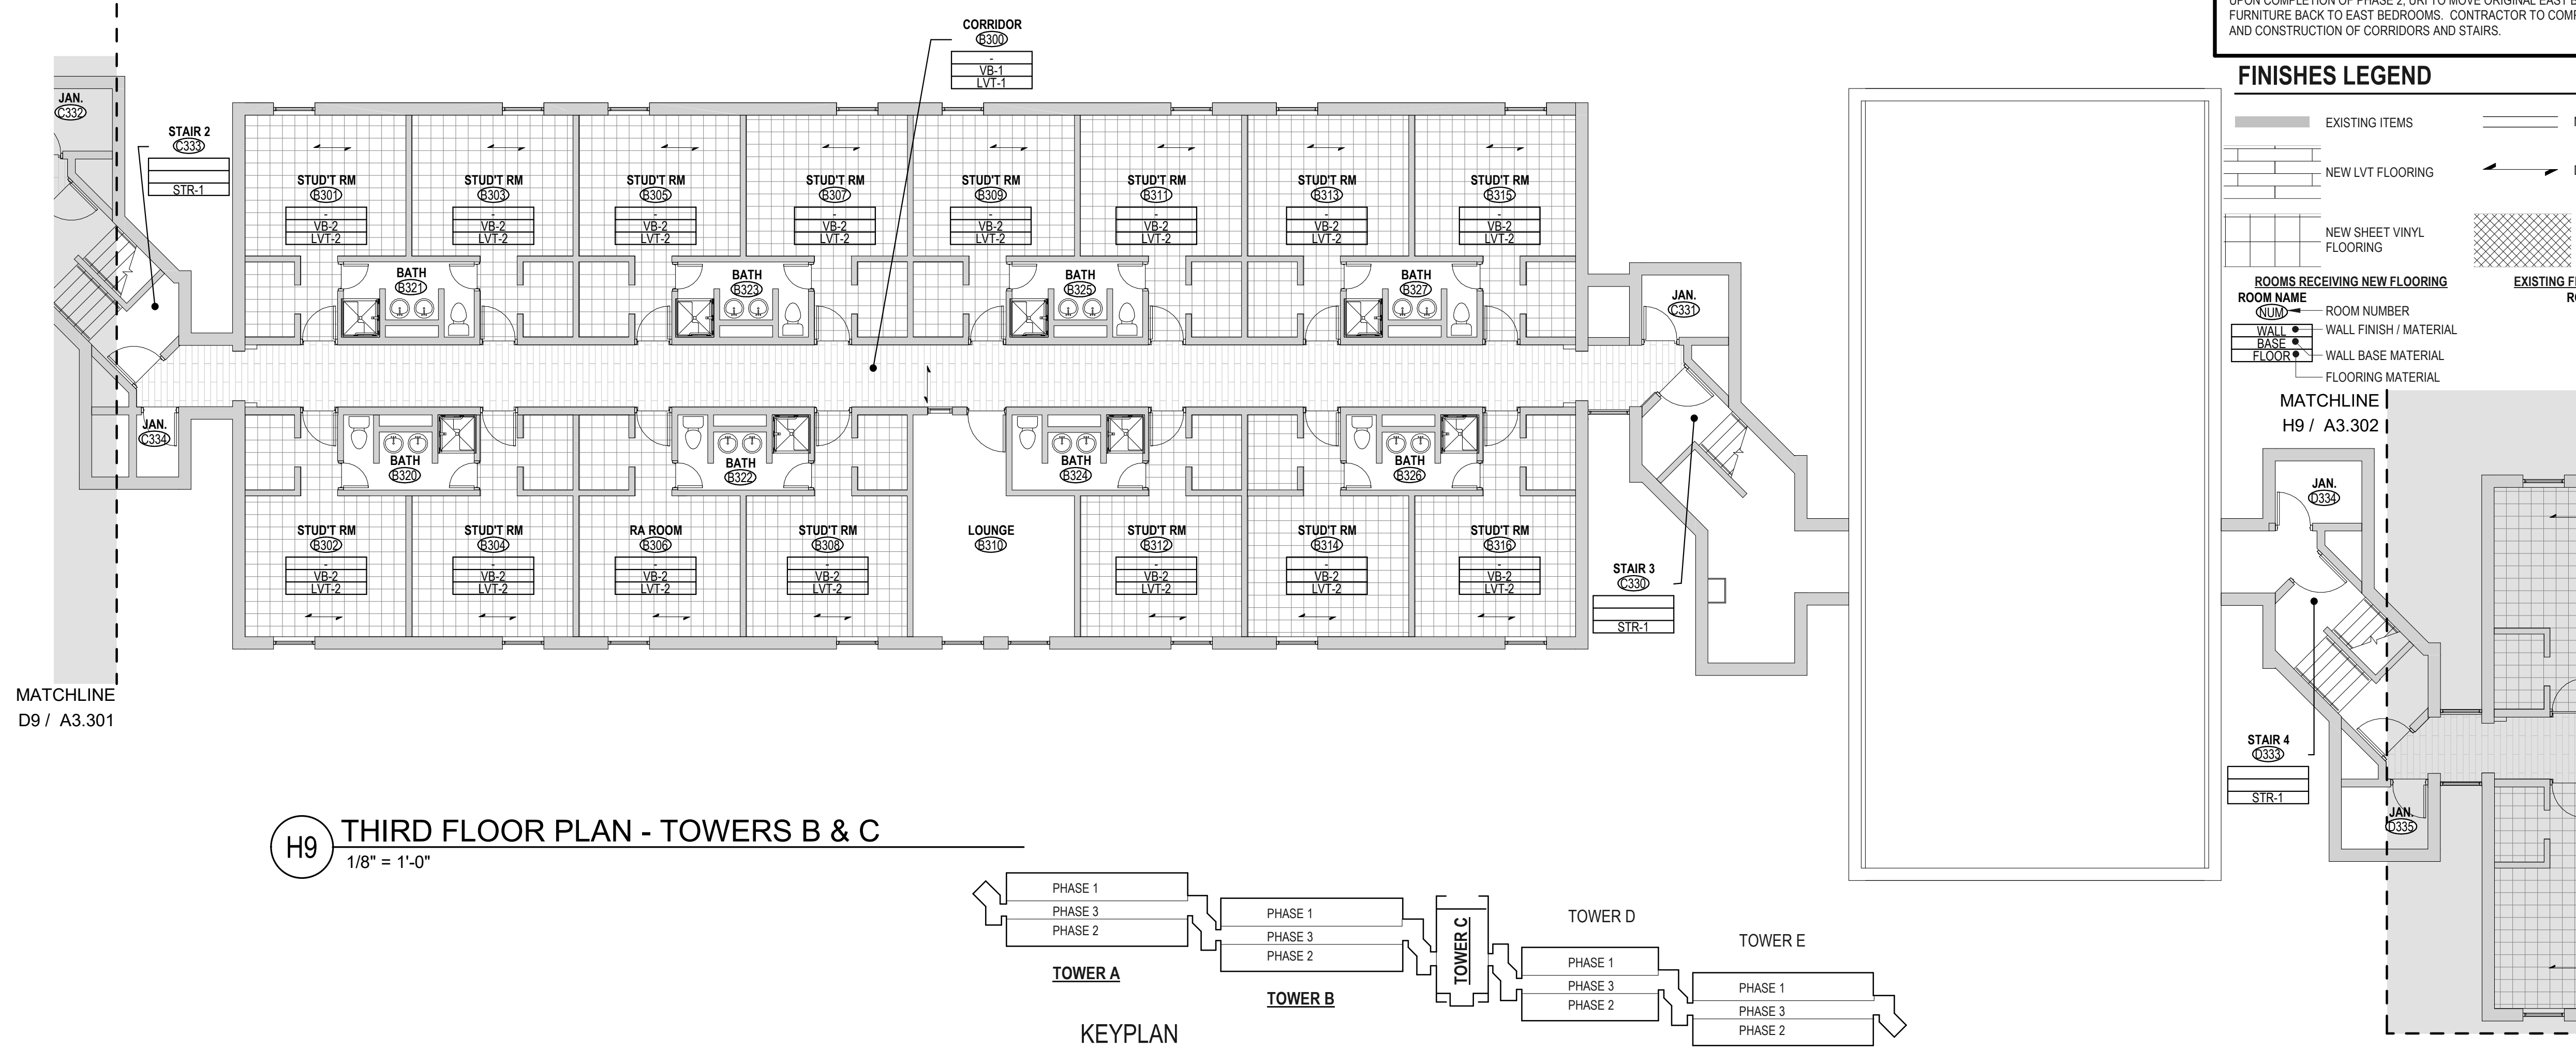 UPON COMPLETION OF PHASE 2, URI TO MOVE ORIGINAL EAST
FURNITURE BACK TO EAST BEDROOMS. CONTRACTOR TO
AND CONSTRUCTION OF CORRIDORS AND STAIRS.
FINISHES LEGEND
EXISTING ITEMS
NEW LVT FLOORING
NEW SHEET VINYL
FLOORING
ROOMS RECEIVING NEW FLOORING
EXISTING
ROOM NAME
NUM
ROOM NUMBER
WALL
WALL FINISH / MATERIAL
BASE
WALL BASE MATERIAL
FLOOR
FLOORING MATERIAL
MATCHLINE
H9 / A3.302
CORRIDOR
B300
-
VB-1
LVT-1
JAN.
C332
STAIR 2
C333
STR-1
STUD'T RM
B301
-
VB-2
LVT-2
STUD'T RM
B303
-
VB-2
LVT-2
STUD'T RM
B305
-
VB-2
LVT-2
STUD'T RM
B307
-
VB-2
LVT-2
STUD'T RM
B309
-
VB-2
LVT-2
STUD'T RM
B311
-
VB-2
LVT-2
STUD'T RM
B313
-
VB-2
LVT-2
STUD'T RM
B315
-
VB-2
LVT-2
BATH
B321
BATH
B323
BATH
B325
BATH
B327
JAN.
C331
JAN.
C334
BATH
B320
BATH
B322
BATH
B324
BATH
B326
STUD'T RM
B302
-
VB-2
LVT-2
STUD'T RM
B304
-
VB-2
LVT-2
RA ROOM
B306
-
VB-2
LVT-2
STUD'T RM
B308
-
VB-2
LVT-2
LOUNGE
B310
STUD'T RM
B312
-
VB-2
LVT-2
STUD'T RM
B314
-
VB-2
LVT-2
STUD'T RM
B316
-
VB-2
LVT-2
STAIR 3
C330
STR-1
JAN.
D334
STAIR 4
D333
STR-1
JAN.
D335
MATCHLINE
D9 / A3.301
H9
THIRD FLOOR PLAN - TOWERS B & C
1/8" = 1'-0"
PHASE 1
PHASE 3
PHASE 2
TOWER A
PHASE 1
PHASE 3
PHASE 2
TOWER B
TOWER C
TOWER D
PHASE 1
PHASE 3
PHASE 2
TOWER E
PHASE 1
PHASE 3
PHASE 2
KEYPLAN